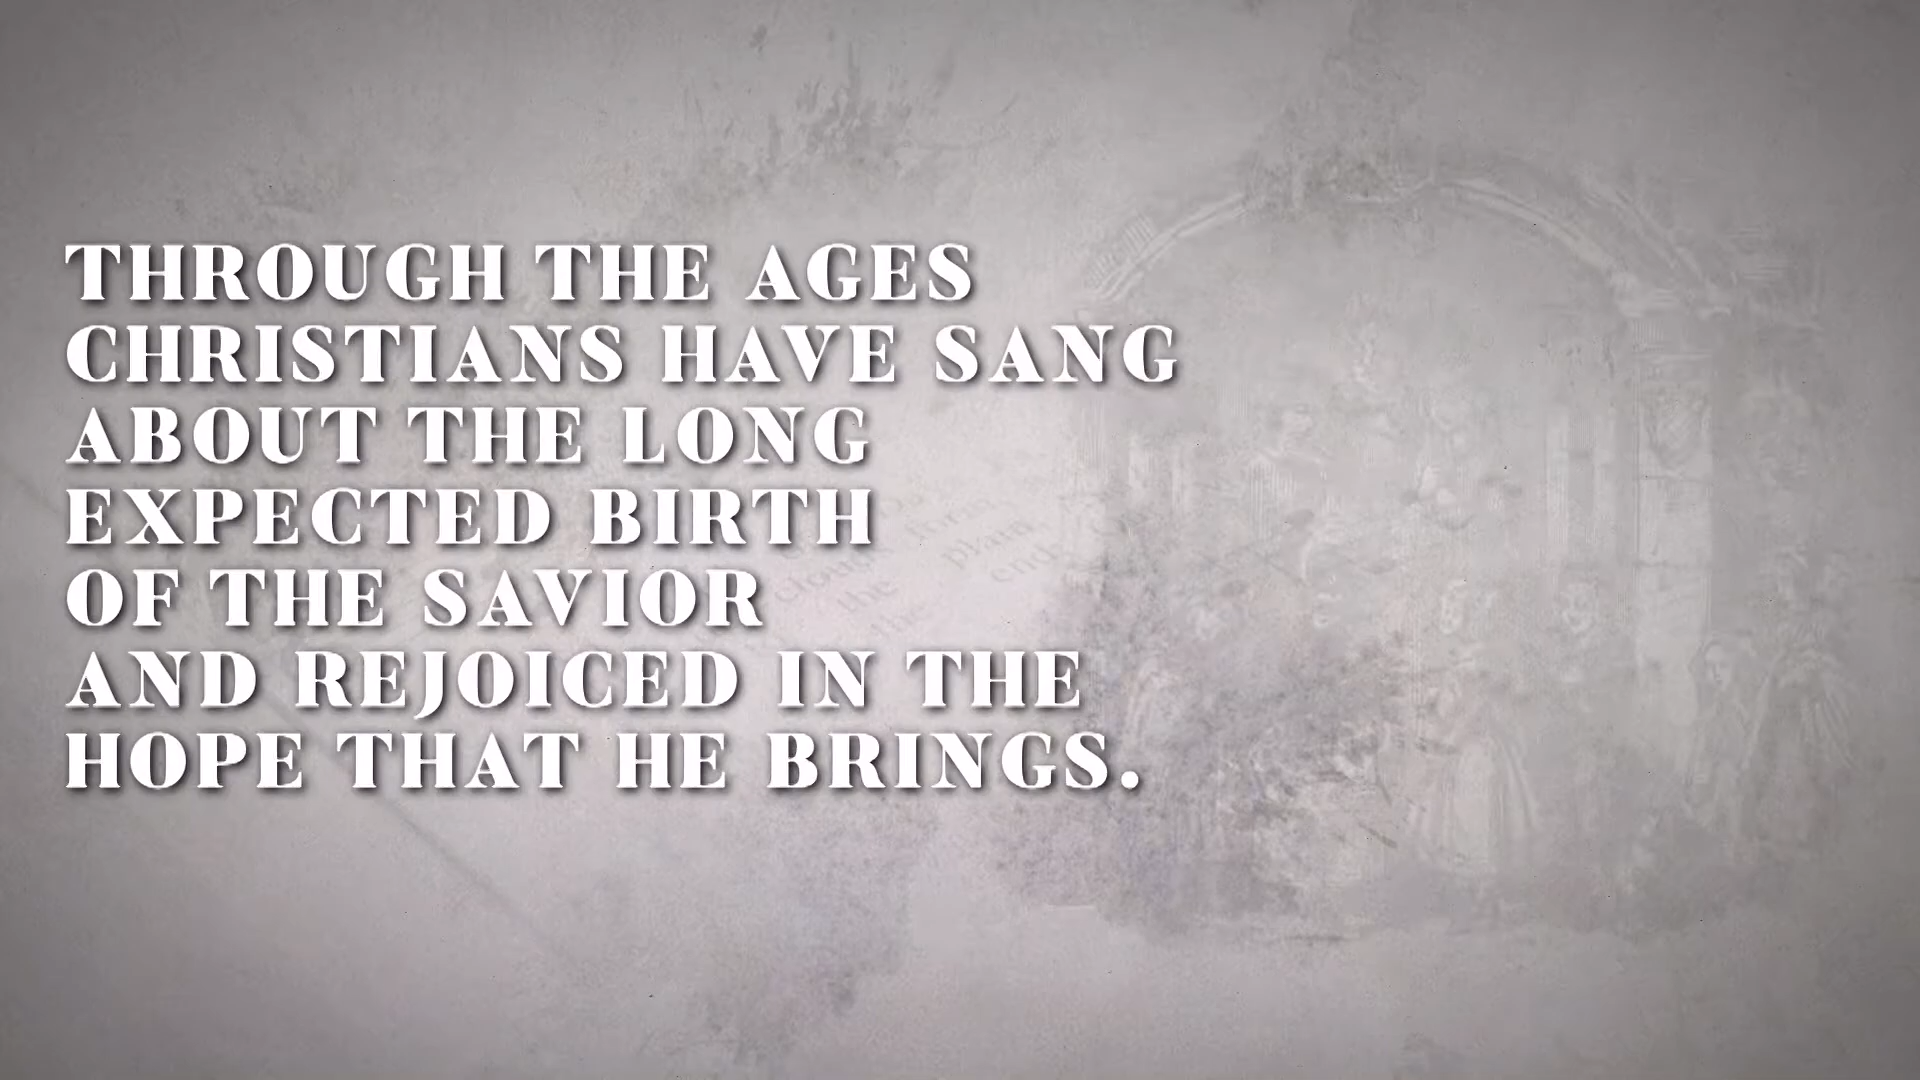 THROUGH THE AGES
CHRISTIANS HAVE SANG
ABOUT THE LONG
EXPECTED BIRTH
OF THE SAVIOR
AND REJOICED IN THE
HOPE THAT HE BRINGS.